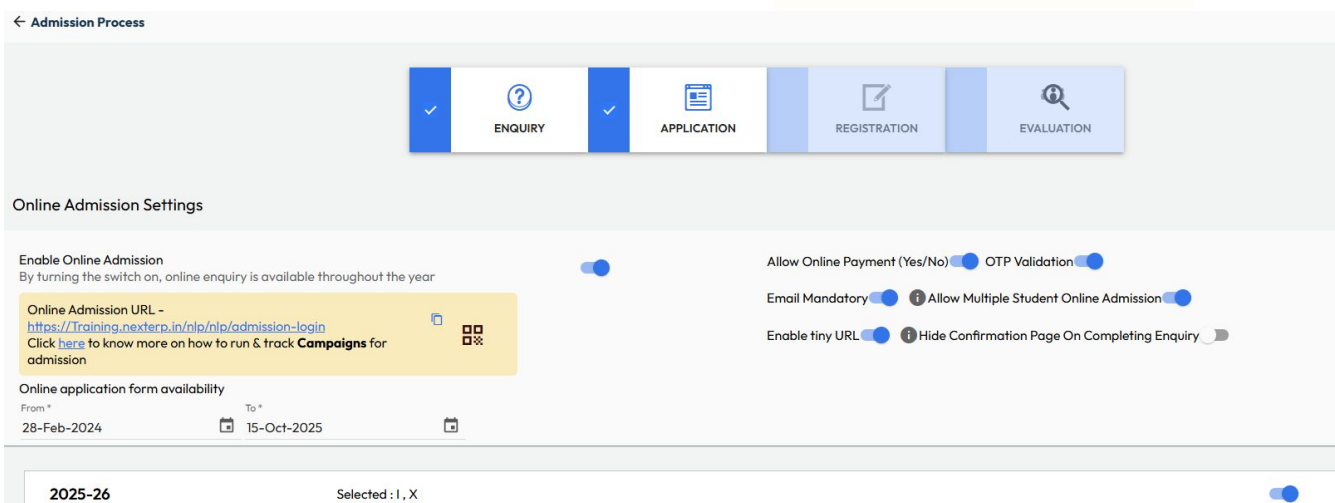 ← Admission Process
ENQUIRY
APPLICATION
REGISTRATION
EVALUATION
Online Admission Settings
Enable Online Admission
By turning the switch on, online enquiry is available throughout the year
Allow Online Payment (Yes/No) OTP Validation
Email Mandatory Allow Multiple Student Online Admission
Enable tiny URL Hide Confirmation Page On Completing Enquiry
Online Admission URL -
https://Training.nexterp.in/nlp/nlp/admission-login
Click here to know more on how to run & track Campaigns for
admission
Online application form availability
From * To *
28-Feb-2024 15-Oct-2025
2025-26 Selected : I , X